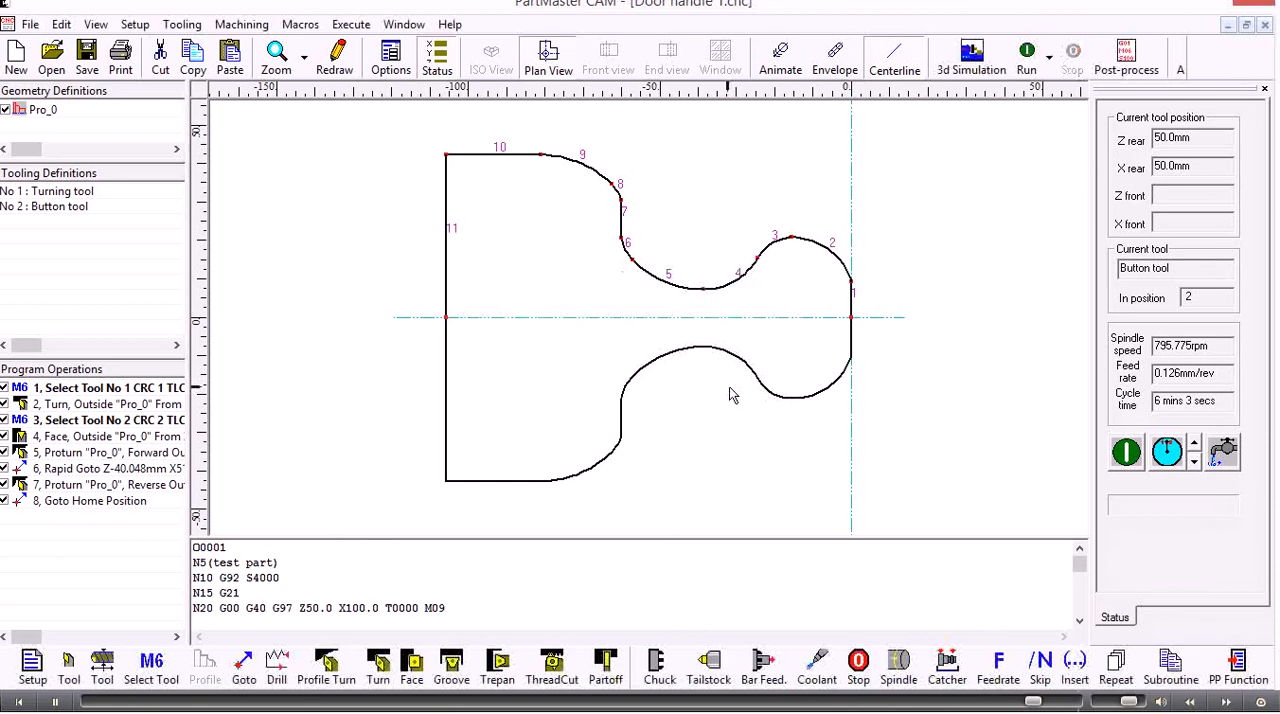 PartMaster CAM - [Door handle 1.cnc]
File Edit View Setup Tooling Machining Macros Execute Window Help
New Open Save Print Cut Copy Paste Zoom Redraw Options Status ISO View Plan View Front view End view Window Animate Envelope Centerline 3d Simulation Run Stop Post-process A
Geometry Definitions
Pro_0
Tooling Definitions
No 1 : Turning tool
No 2 : Button tool
Program Operations
M6 1, Select Tool No 1 CRC 1 TLC
2, Turn, Outside "Pro_0" From
M6 3, Select Tool No 2 CRC 2 TLC
4, Face, Outside "Pro_0" From
5, Proturn "Pro_0", Forward Ou
6, Rapid Goto Z-40.048mm X5
7, Proturn "Pro_0", Reverse Ou
8, Goto Home Position
-150 -100 -50 0 50
50
0
-50
10
9
8
7
11
6
5
4
3
2
1
O0001
N5(test part)
N10 G92 S4000
N15 G21
N20 G00 G40 G97 Z50.0 X100.0 T0000 M09
Current tool position
Z rear 50.0mm
X rear 50.0mm
Z front
X front
Current tool
Button tool
In position 2
Spindle speed 795.775rpm
Feed rate 0.126mm/rev
Cycle time 6 mins 3 secs
Status
Setup Tool Tool M6 Select Tool Profile Goto Drill Profile Turn Turn Face Groove Trepan ThreadCut Partoff Chuck Tailstock Bar Feed. Coolant Stop Spindle Catcher F Feedrate /N Skip (...) Insert Repeat Subroutine PP Function